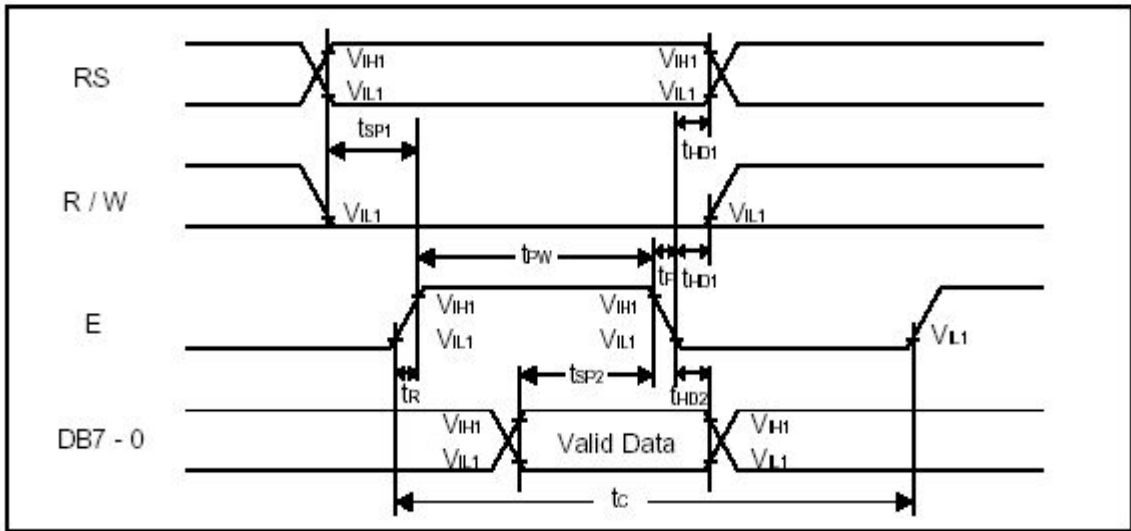 RS
VIH1 VIH1
VIL1 VIL1
tSP1
tHD1
R / W
VIL1 VIL1
tPW tF tHD1
E
VIH1 VIH1
VIL1 VIL1 VIL1
tR tSP2 tHD2
DB7 - 0
VIH1 VIH1
Valid Data
VIL1 VIL1
tC